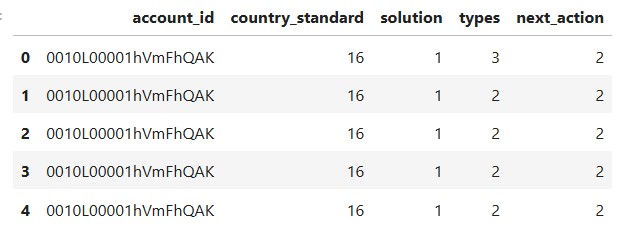 account_id country_standard solution types next_action
0 0010L00001hVmFhQAK 16 1 3 2
1 0010L00001hVmFhQAK 16 1 2 2
2 0010L00001hVmFhQAK 16 1 2 2
3 0010L00001hVmFhQAK 16 1 2 2
4 0010L00001hVmFhQAK 16 1 2 2